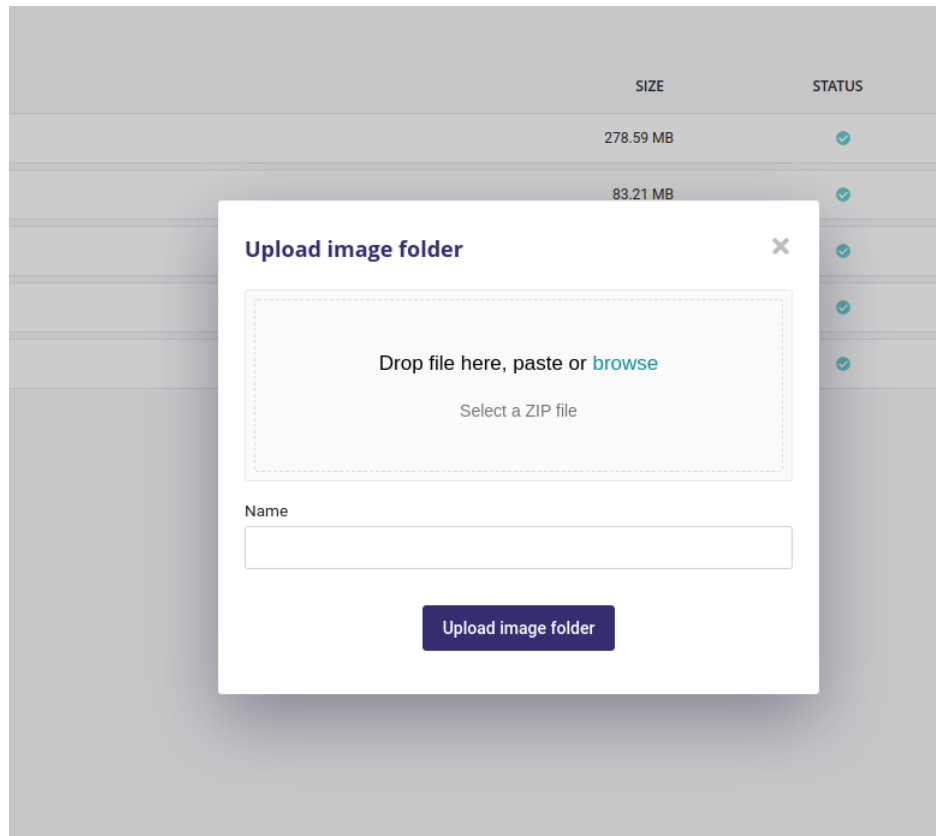 SIZE STATUS
278.59 MB
83.21 MB
Upload image folder
Drop file here, paste or browse
Select a ZIP file
Name
Upload image folder